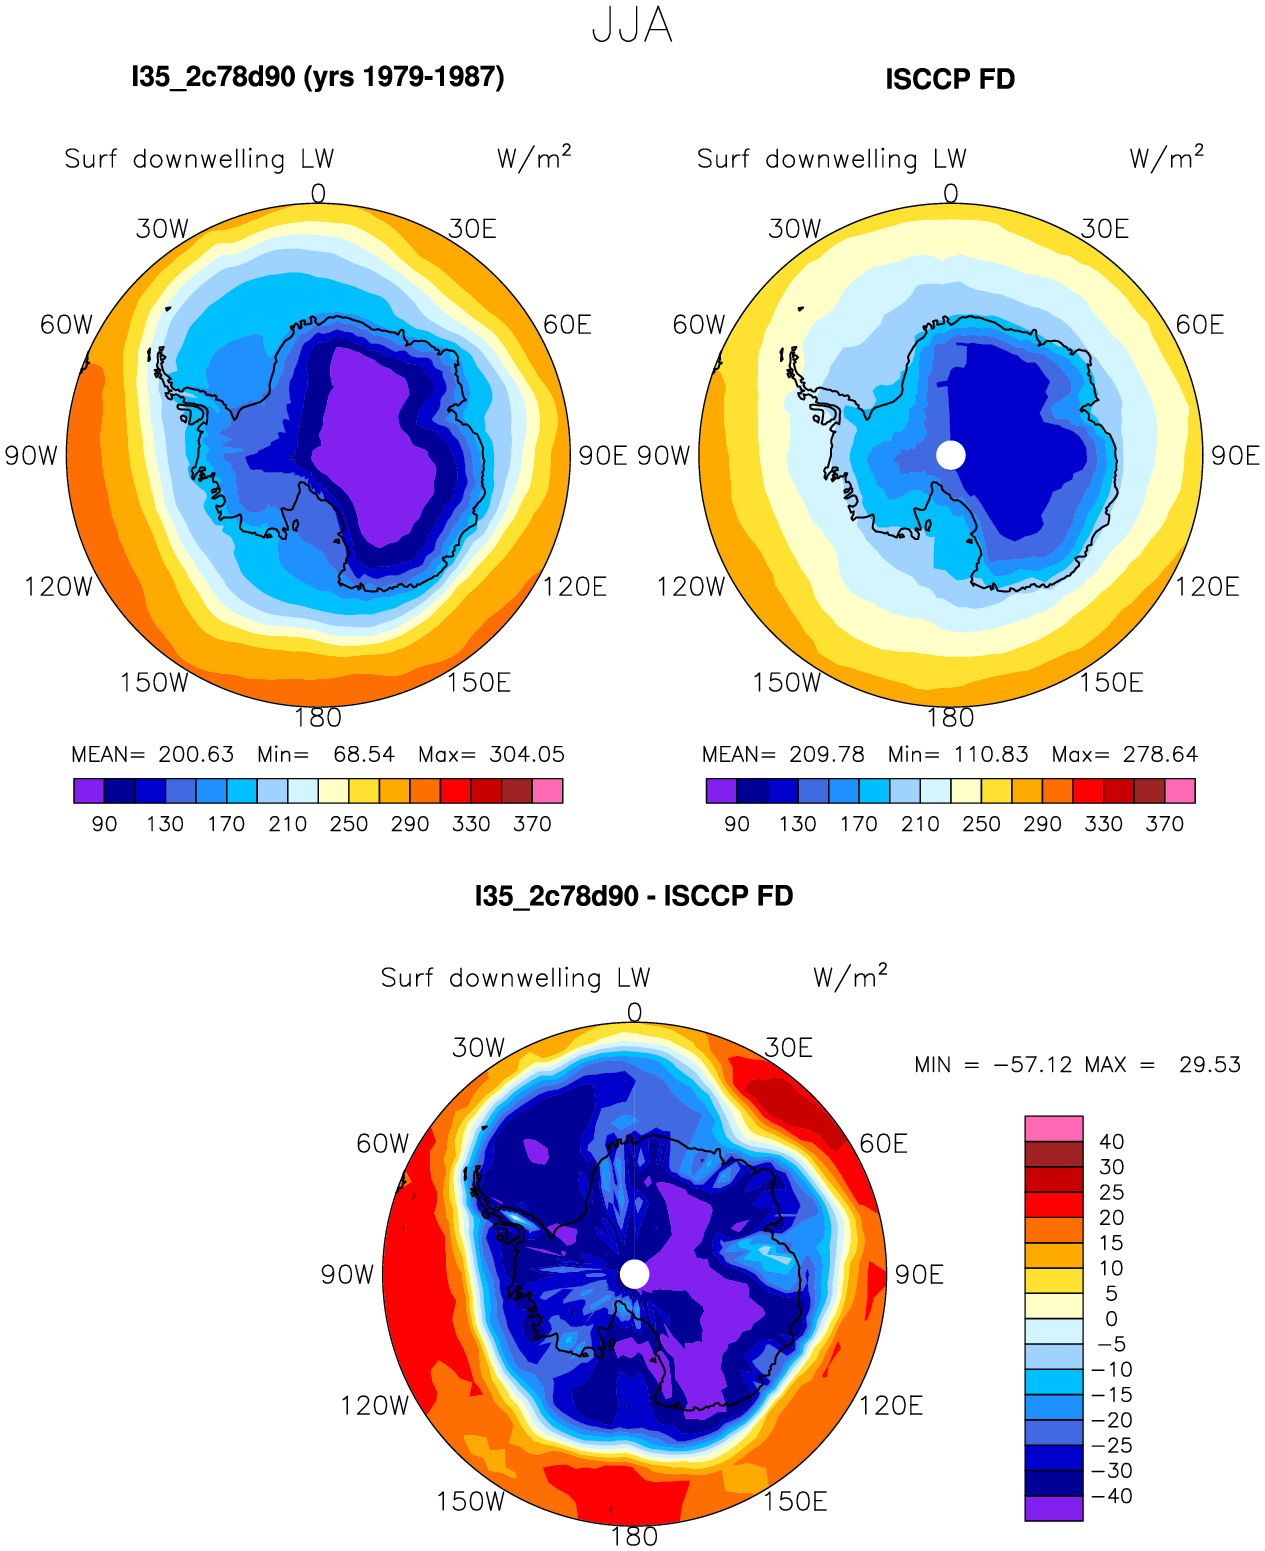 JJA
I35_2c78d90 (yrs 1979-1987)
ISCCP FD
Surf downwelling LW W/m²
Surf downwelling LW W/m²
0
0
30W 30E
30W 30E
60W 60E
60W 60E
90W 90E
90W 90E
120W 120E
120W 120E
150W 150E
150W 150E
180
180
MEAN= 200.63 Min= 68.54 Max= 304.05
MEAN= 209.78 Min= 110.83 Max= 278.64
90 130 170 210 250 290 330 370
90 130 170 210 250 290 330 370
I35_2c78d90 - ISCCP FD
Surf downwelling LW W/m²
0
30W 30E
MIN = −57.12 MAX = 29.53
60W 60E
90W 90E
120W 120E
150W 150E
180
40
30
25
20
15
10
5
0
−5
−10
−15
−20
−25
−30
−40